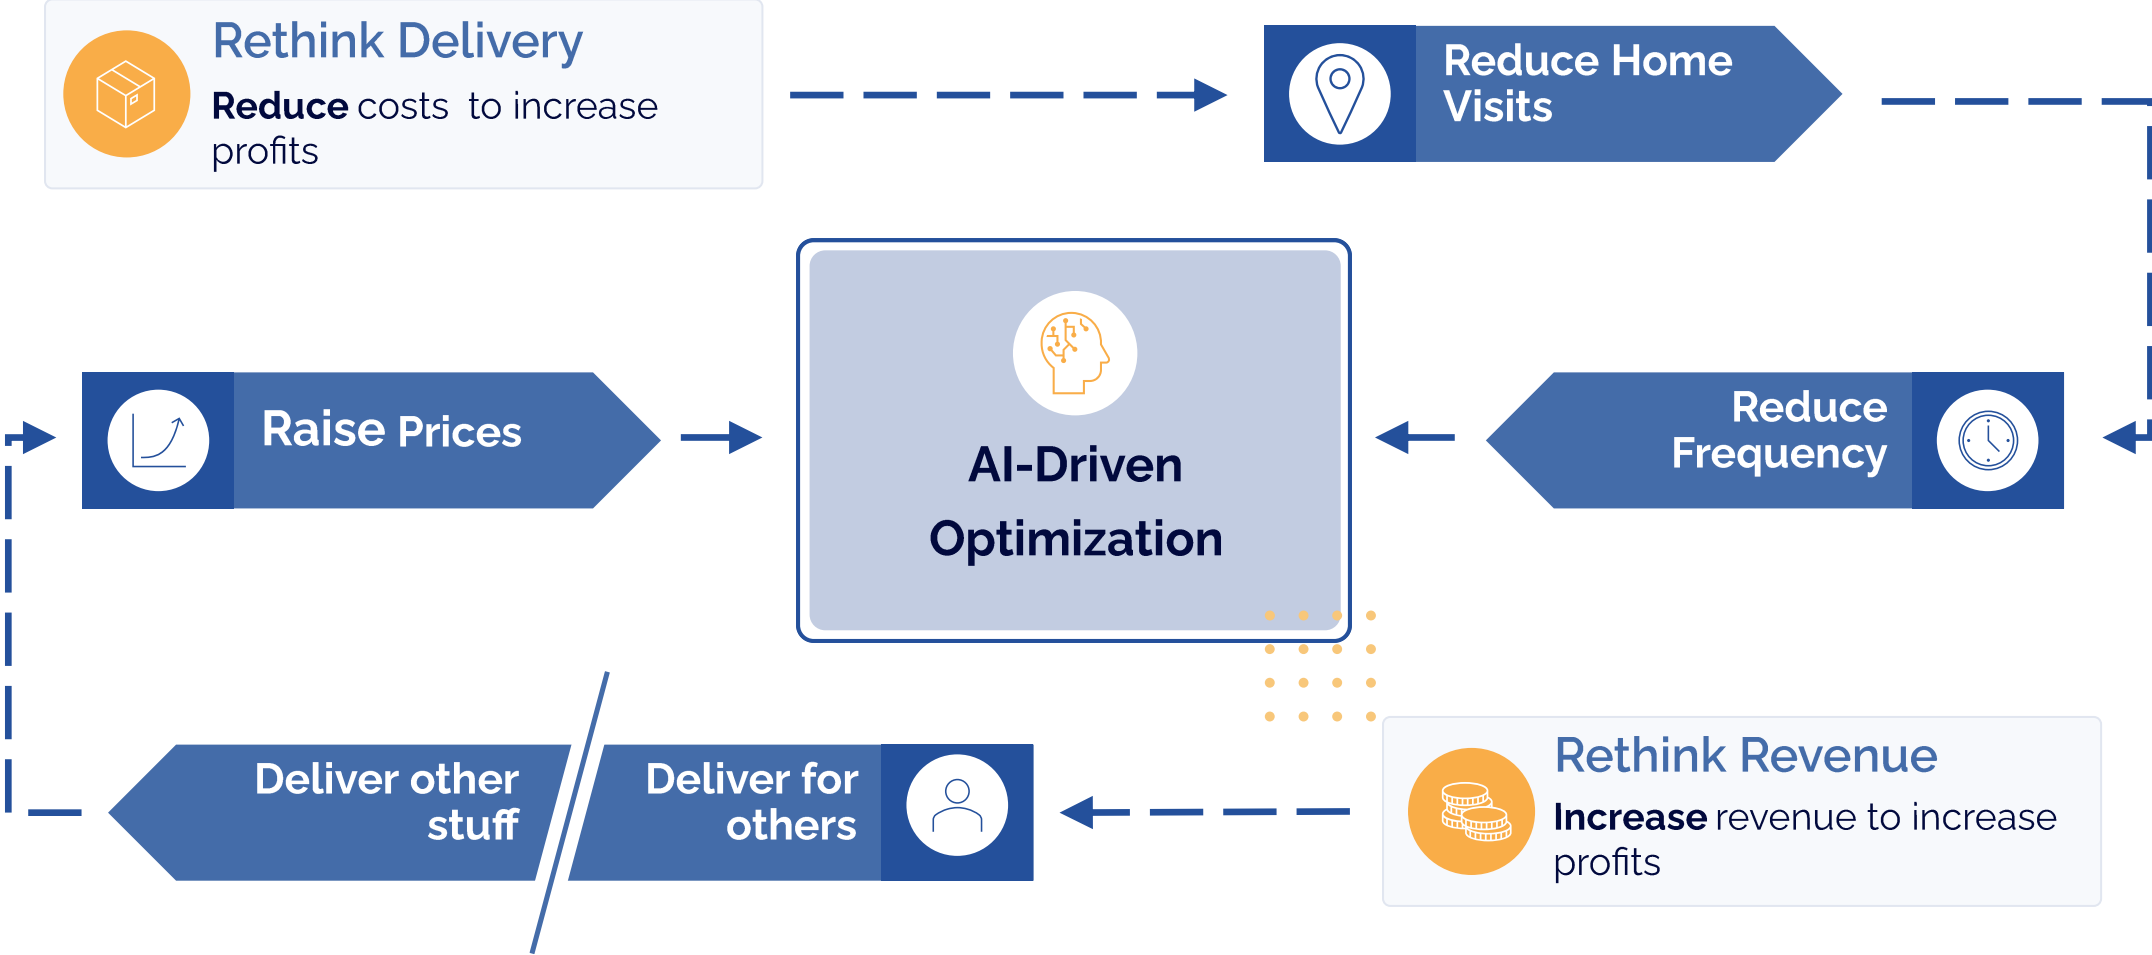 Rethink Delivery
Reduce costs to increase
profits
Reduce Home
Visits
Raise Prices
AI-Driven
Optimization
Reduce
Frequency
Deliver other
stuff
Deliver for
others
Rethink Revenue
Increase revenue to increase
profits